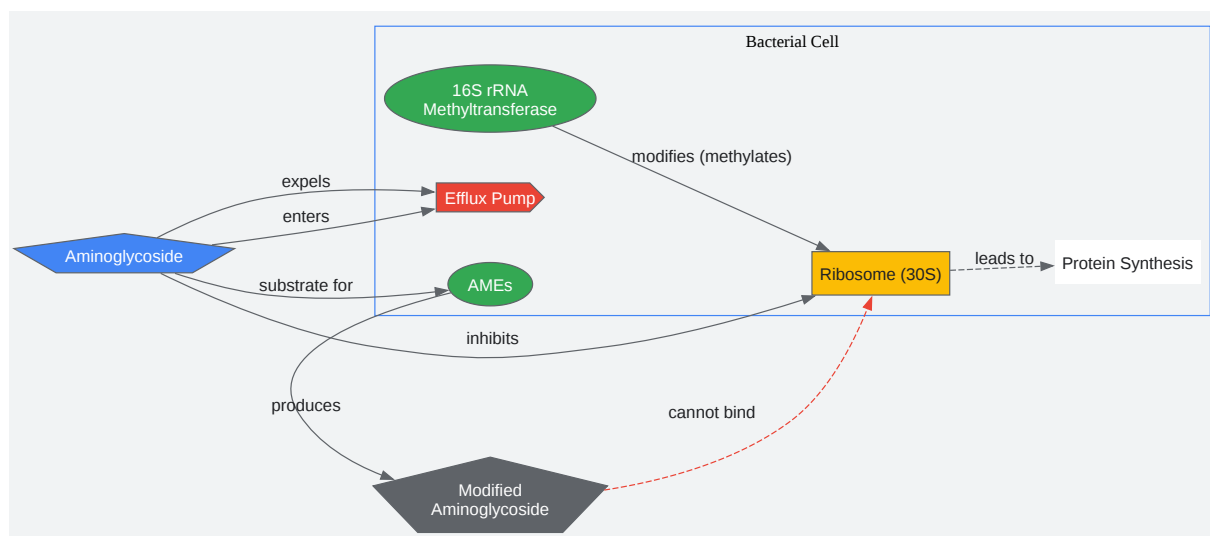 Bacterial Cell
16S rRNA
Methyltransferase
modifies (methylates)
expels
Efflux Pump
enters
Aminoglycoside
substrate for
AMEs
Ribosome (30S)
leads to
Protein Synthesis
inhibits
produces
cannot bind
Modified
Aminoglycoside